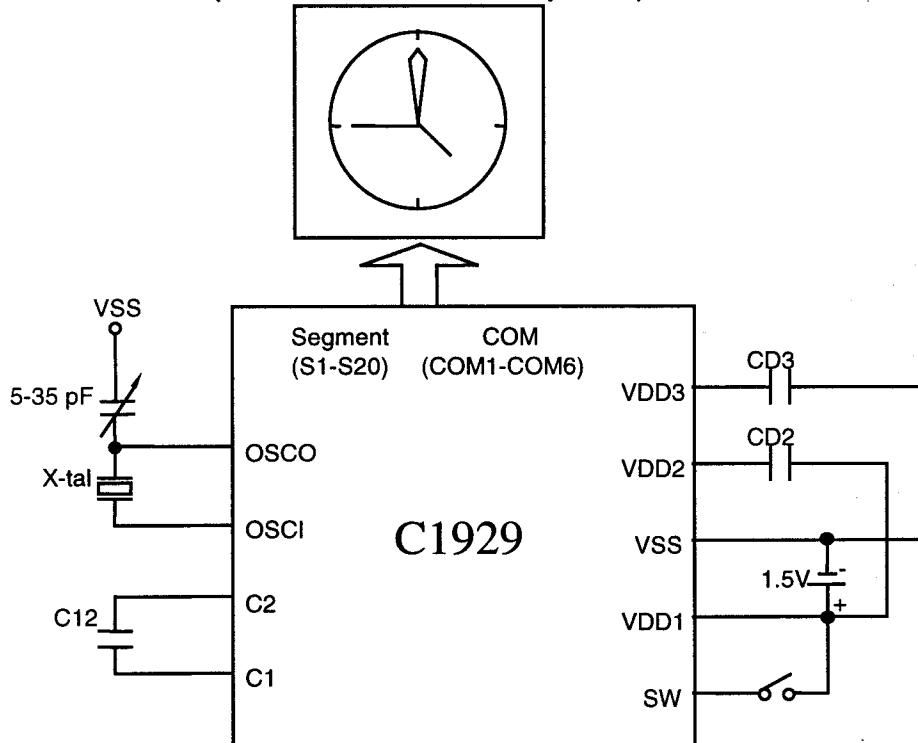 VSS
5-35 pF
X-tal
C12
Segment
(S1-S20)
COM
(COM1-COM6)
OSCO
OSCI
C2
C1
C1929
VDD3
VDD2
VSS
VDD1
SW
CD3
CD2
1.5V
-
+